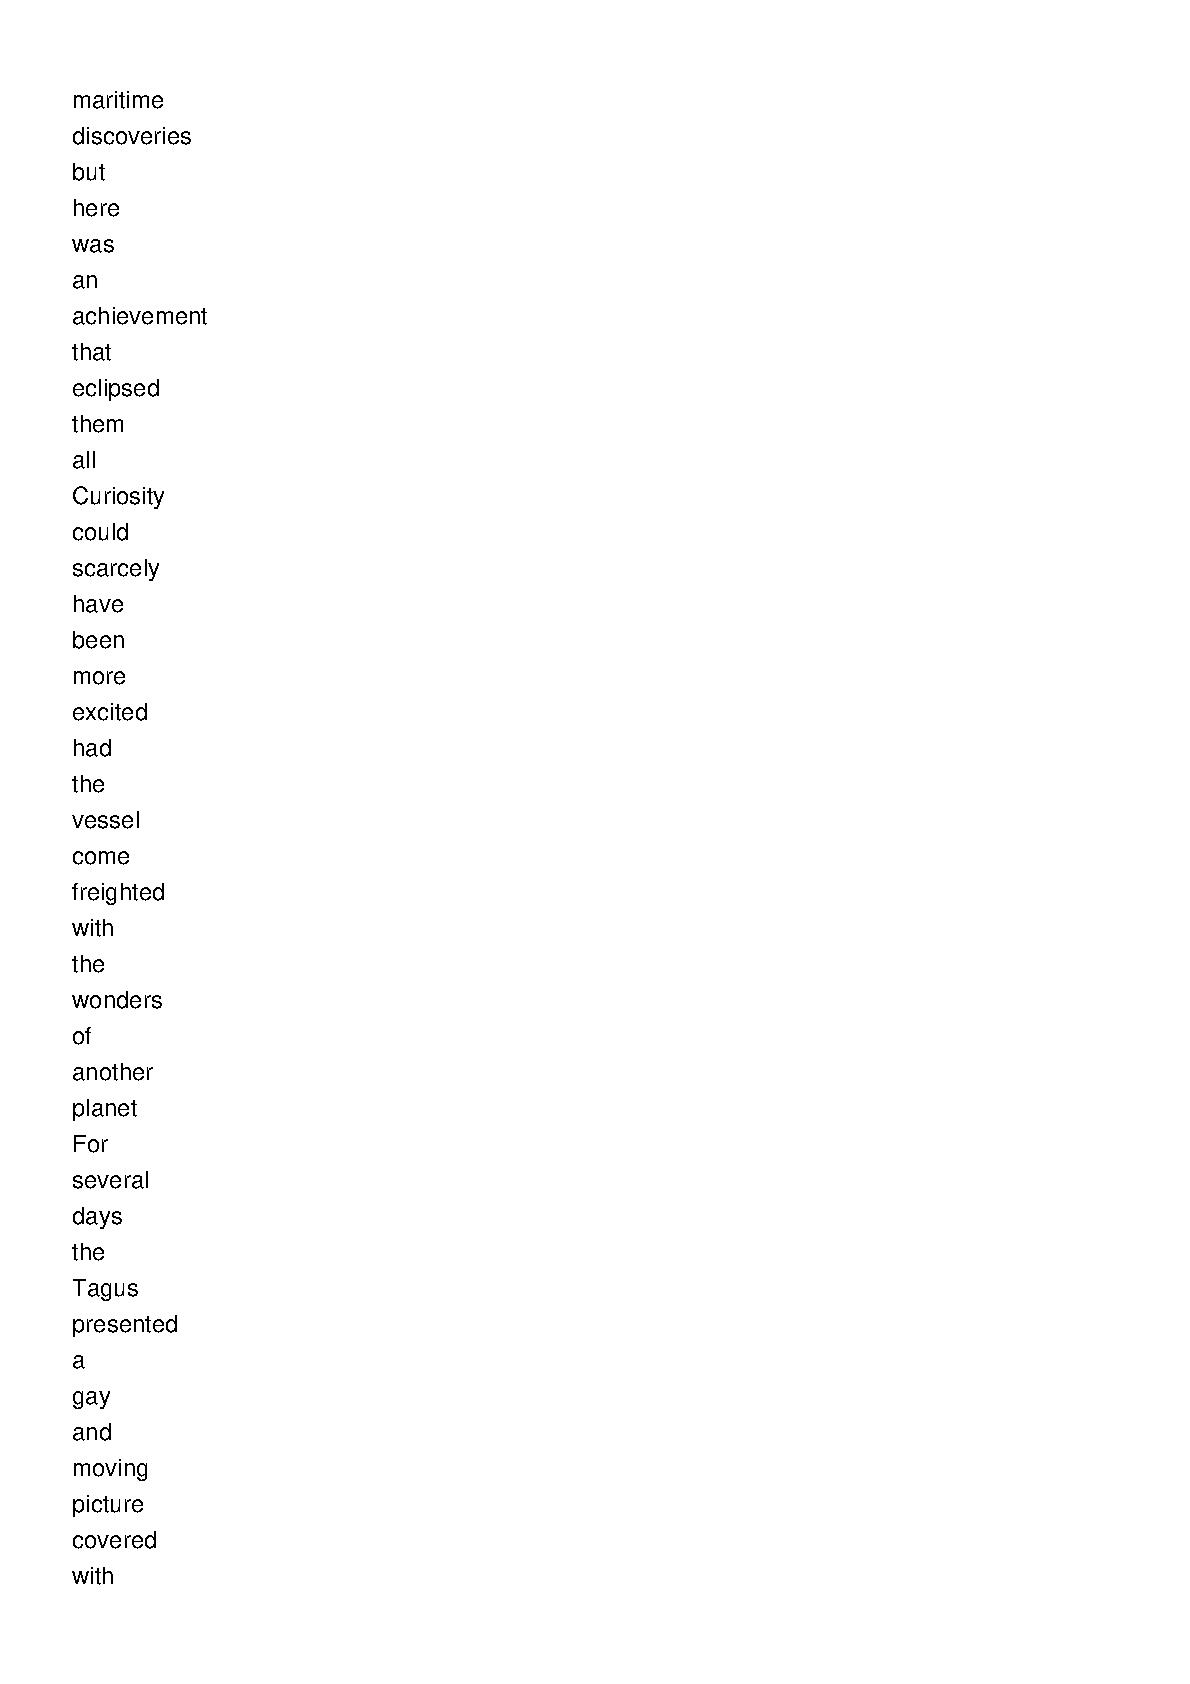 maritime
discoveries
but
here
was
an
achievement
that
eclipsed
them
all
Curiosity
could
scarcely
have
been
more
excited
had
the
vessel
come
freighted
with
the
wonders
of
another
planet
For
several
days
the
Tagus
presented
a
gay
and
moving
picture
covered
with